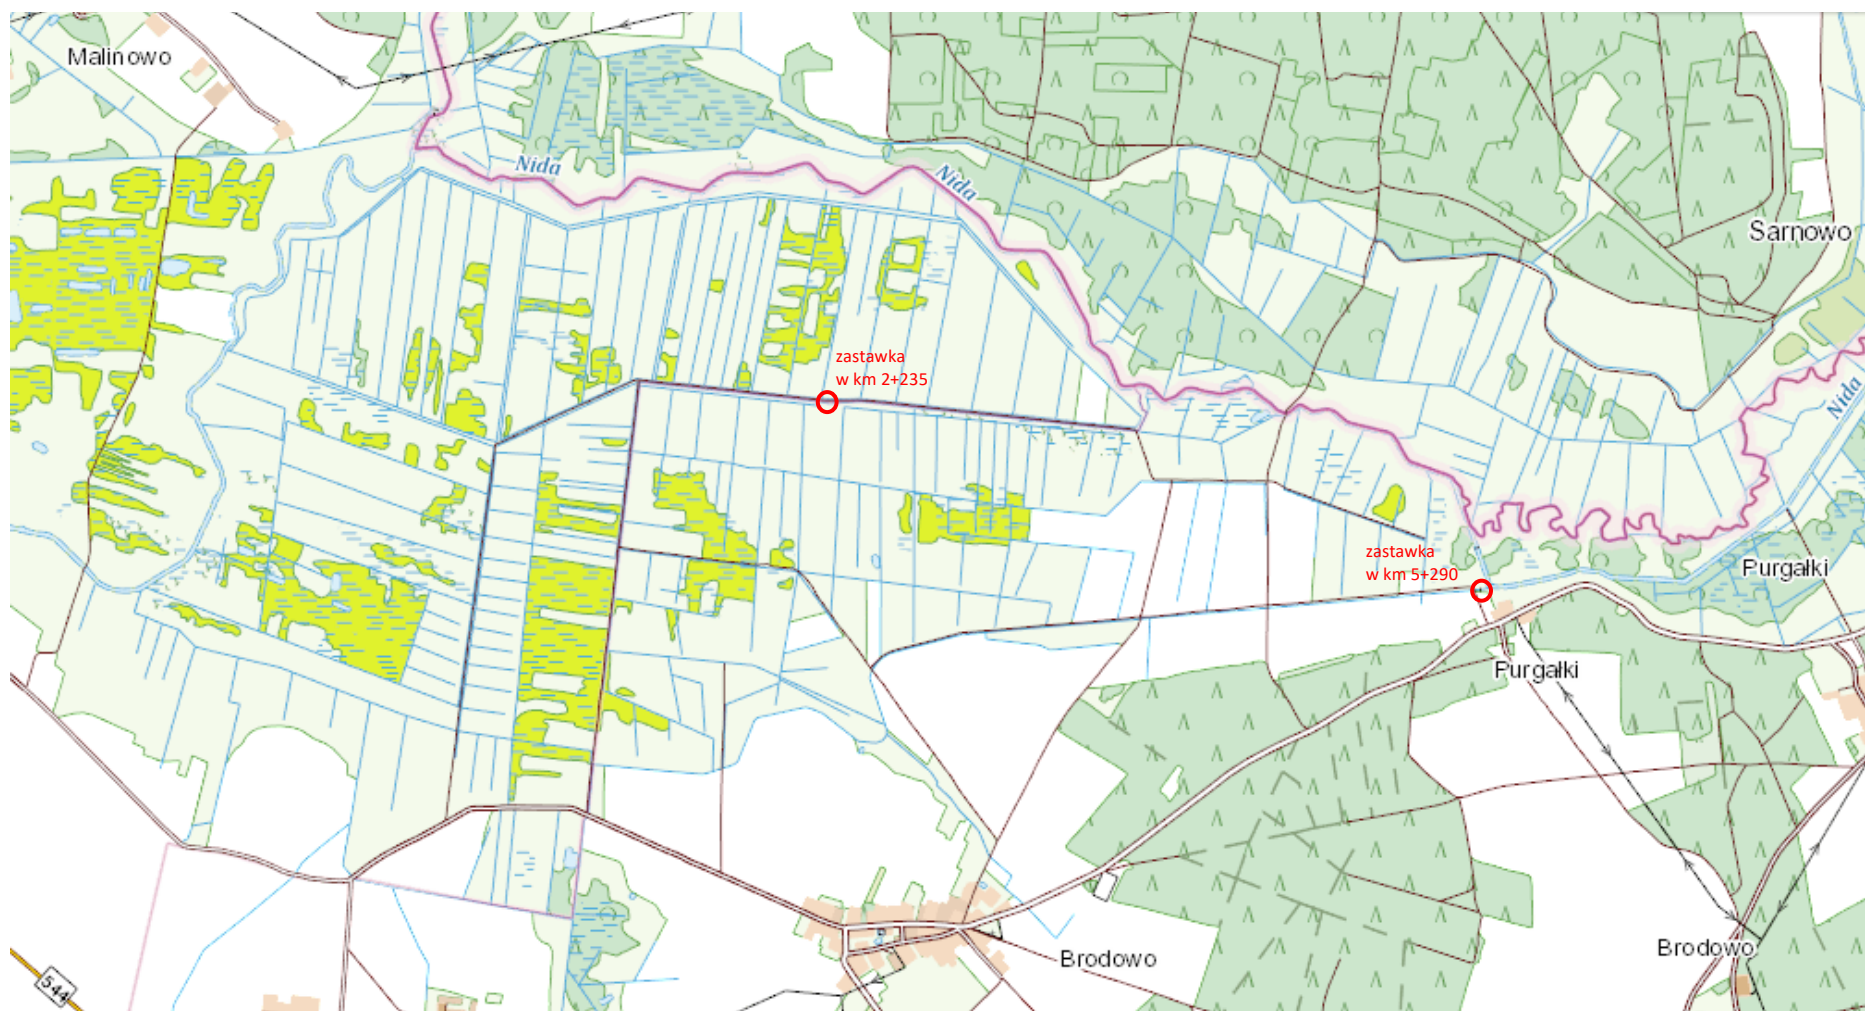 Malinowo
Nida
Nida
Sarnowo
zastawka
w km 2+235
Nida
zastawka
w km 5+290
Purgałki
Purgałki
Brodowo
Brodowo
544